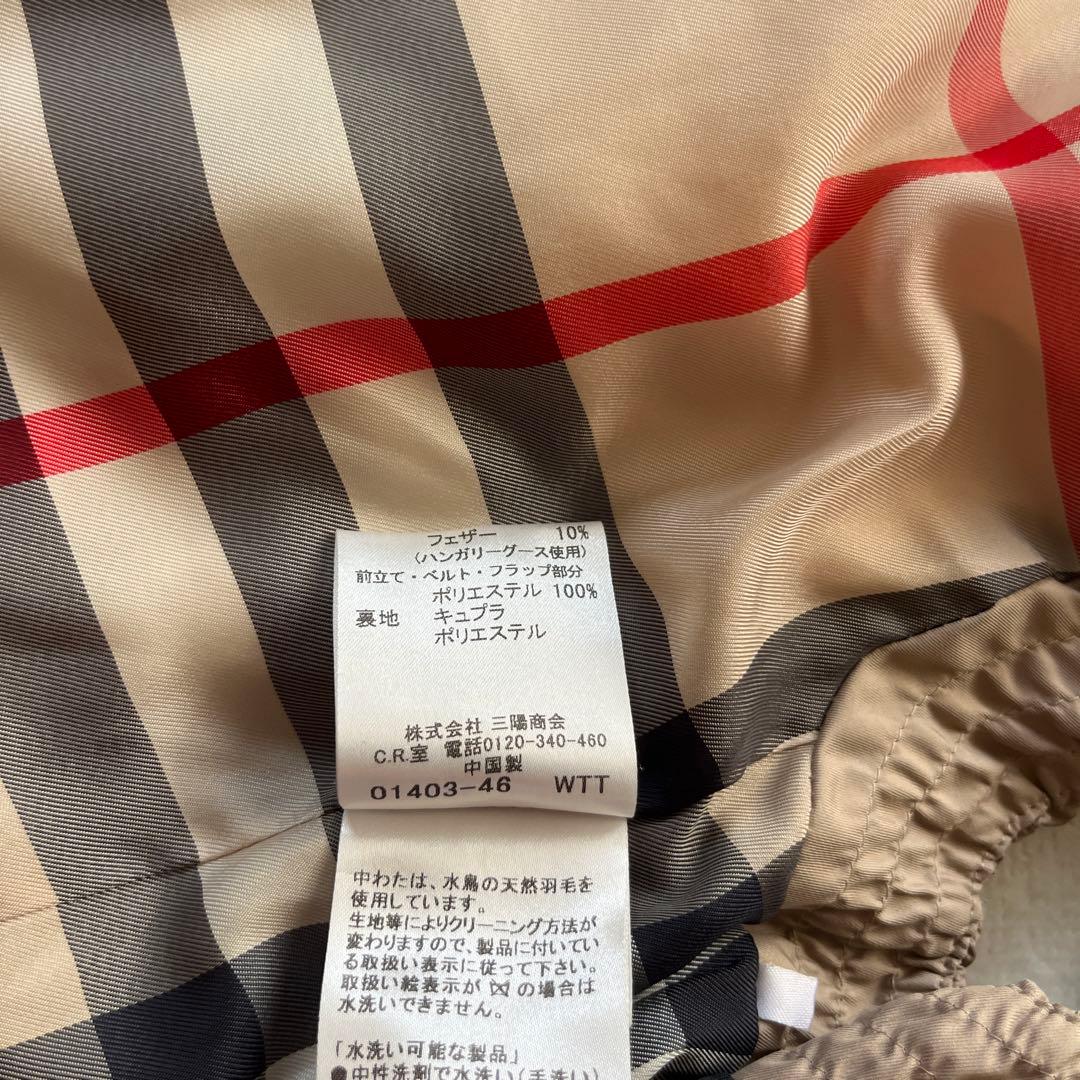 フェザー 10%
(ハンガリーグース使用)
前立て・ベルト・フラップ部分
ポリエステル 100%
裏地 キュプラ
ポリエステル
株式会社 三陽商会
C.R.室 電話0120-340-460
中国製
01403-46 WTT
中わたは、水鳥の天然羽毛を
使用しています。
生地等によりクリーニング方法が
変わりますので、製品に付いてい
る取扱い表示に従って下さい。
取扱い絵表示が の場合は
水洗いできません。
「水洗い可能な製品」
●中性洗剤で水洗い(手洗い)